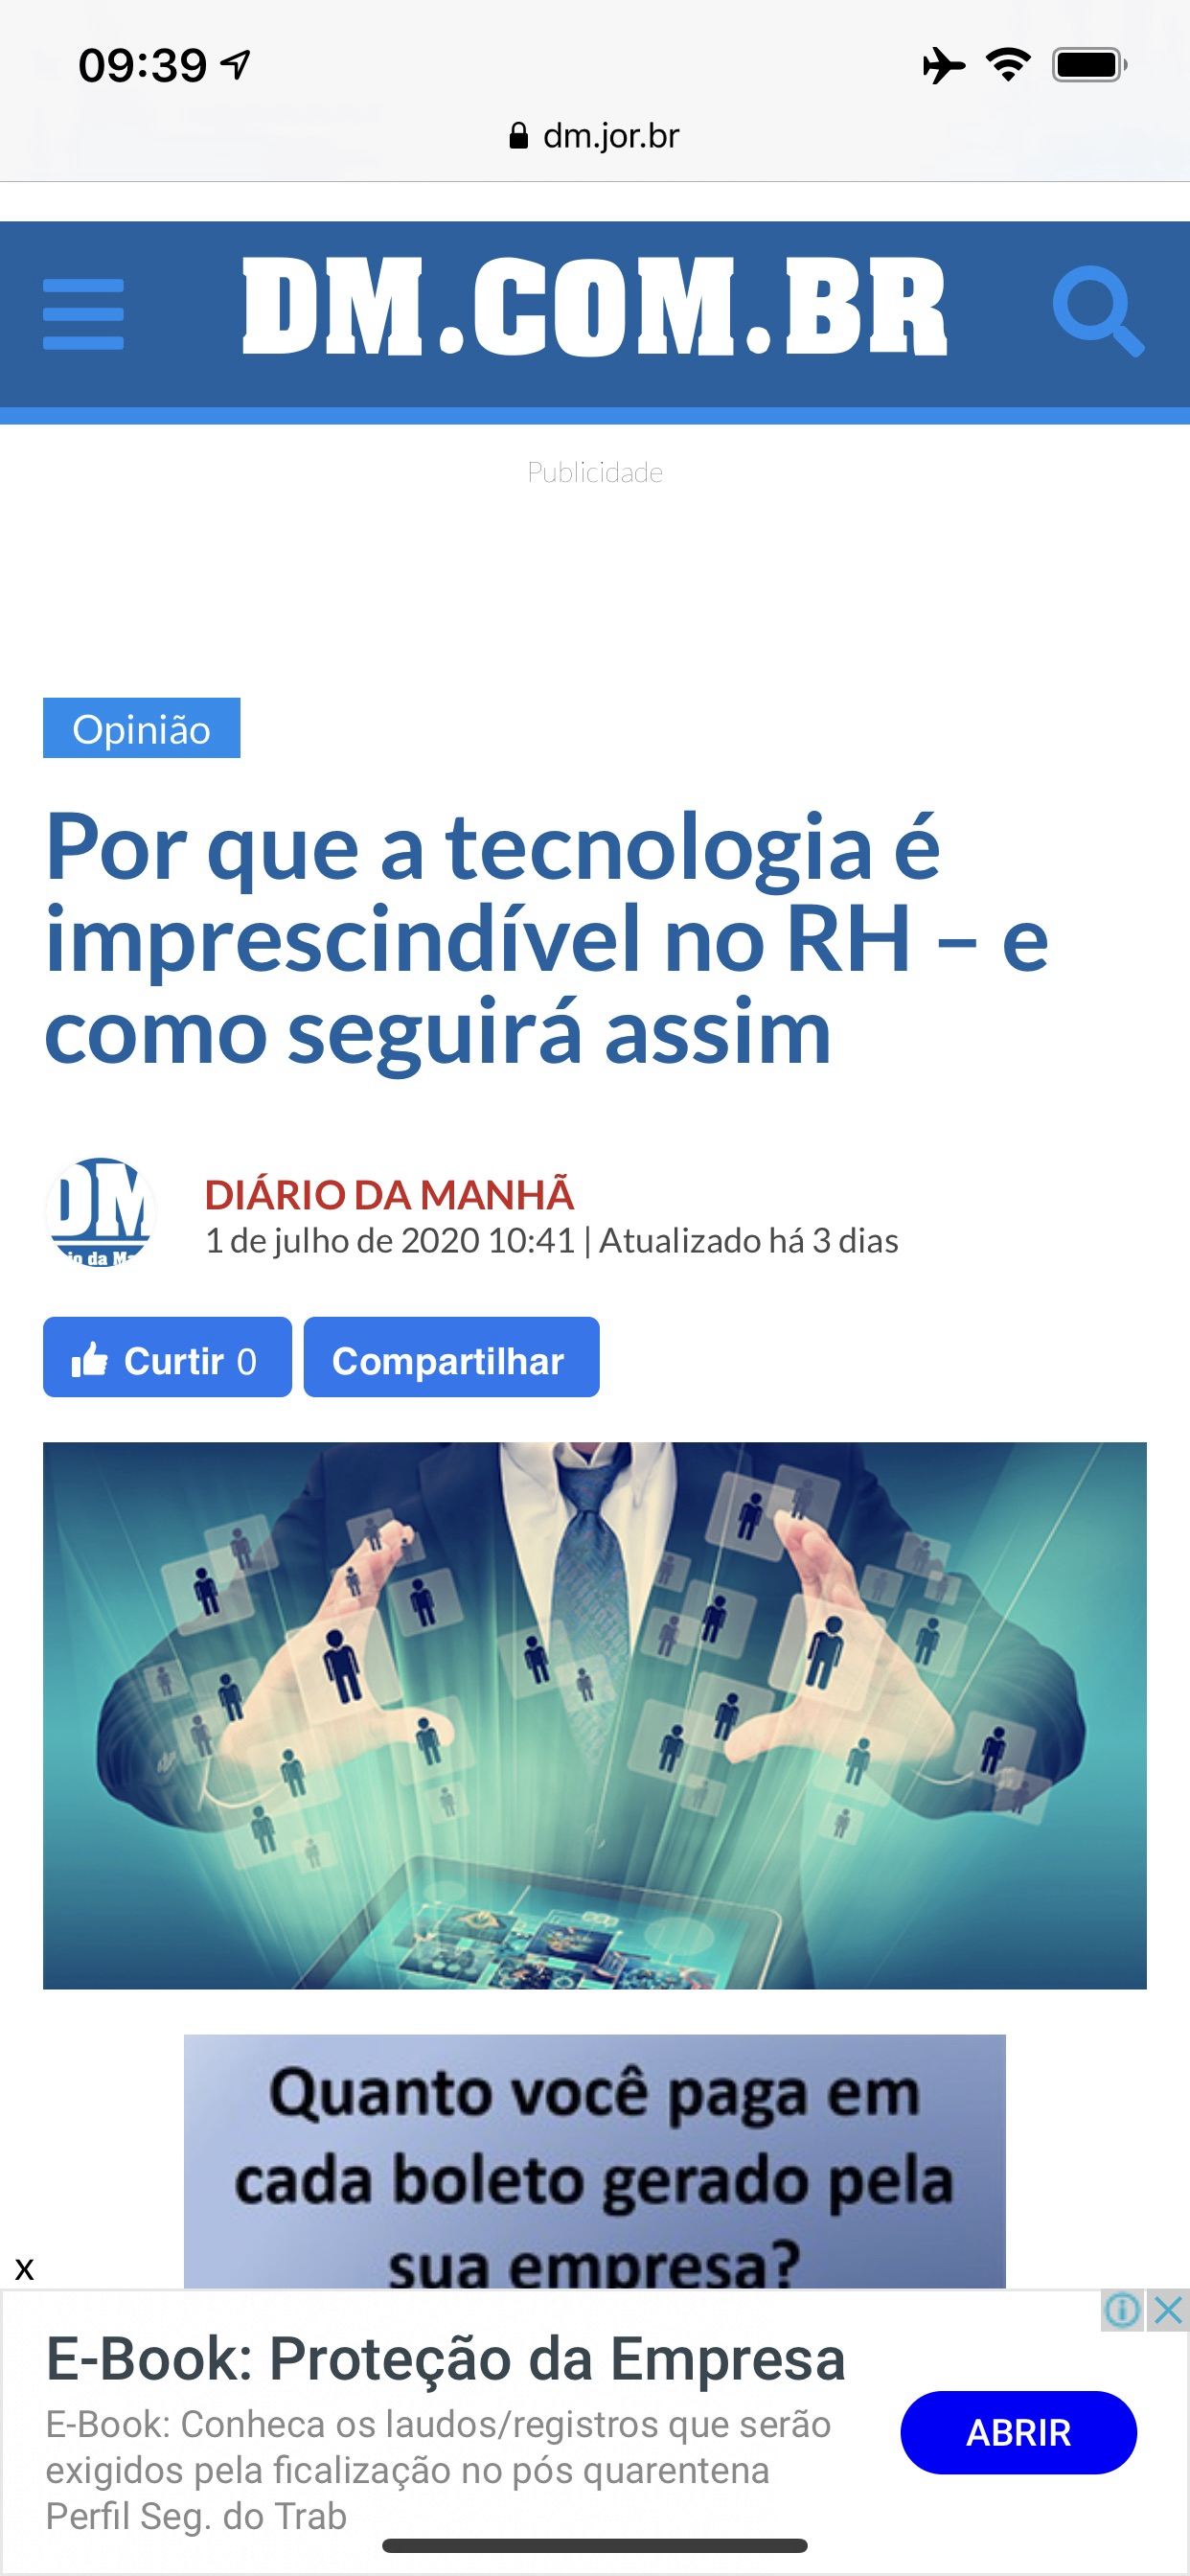 09:39
dm.jor.br
DM.COM.BR
Publicidade
Opinião
Por que a tecnologia é
imprescindível no RH – e
como seguirá assim
DM
DIÁRIO DA MANHÃ
1 de julho de 2020 10:41 | Atualizado há 3 dias
Curtir 0
Compartilhar
Quanto você paga em
cada boleto gerado pela
sua empresa?
x
E-Book: Proteção da Empresa
E-Book: Conheca os laudos/registros que serão
exigidos pela ficalização no pós quarentena
Perfil Seg. do Trab
ABRIR